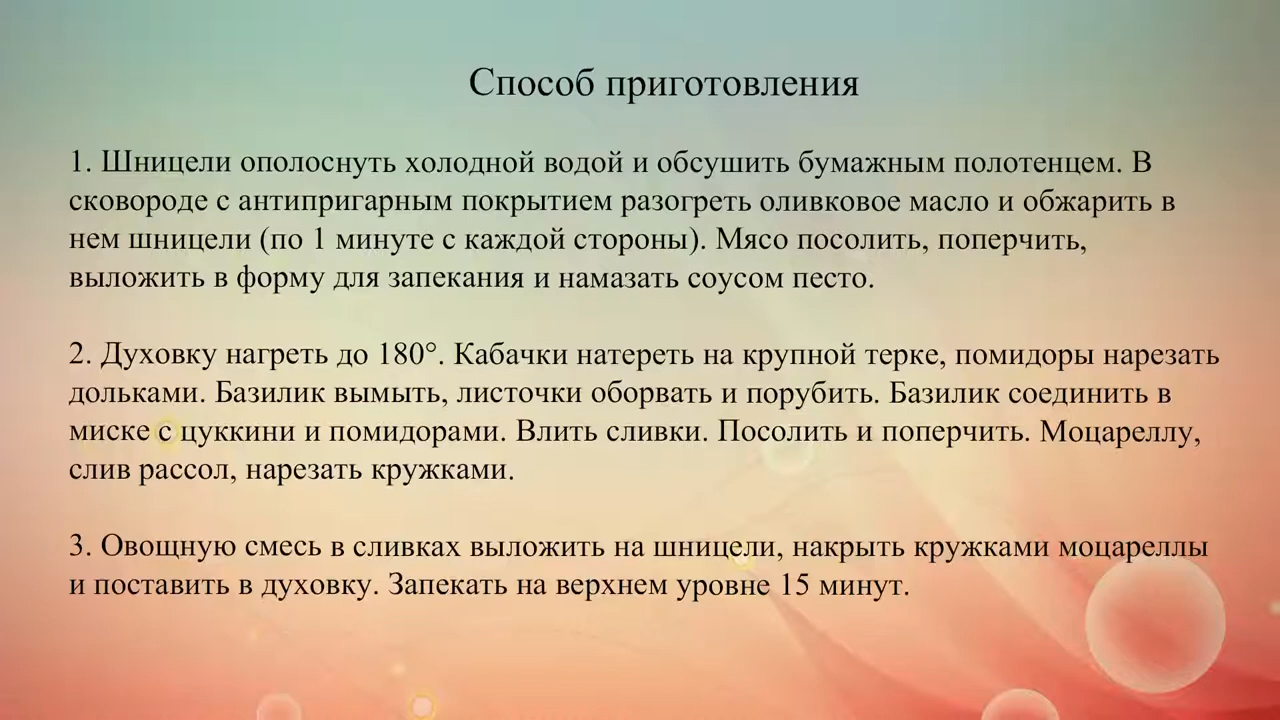 Способ приготовления
1. Шницели ополоснуть холодной водой и обсушить бумажным полотенцем. В
сковороде с антипригарным покрытием разогреть оливковое масло и обжарить в
нем шницели (по 1 минуте с каждой стороны). Мясо посолить, поперчить,
выложить в форму для запекания и намазать соусом песто.
2. Духовку нагреть до 180°. Кабачки натереть на крупной терке, помидоры нарезать
дольками. Базилик вымыть, листочки оборвать и порубить. Базилик соединить в
миске с цуккини и помидорами. Влить сливки. Посолить и поперчить. Моцареллу,
слив рассол, нарезать кружками.
3. Овощную смесь в сливках выложить на шницели, накрыть кружками моцареллы
и поставить в духовку. Запекать на верхнем уровне 15 минут.